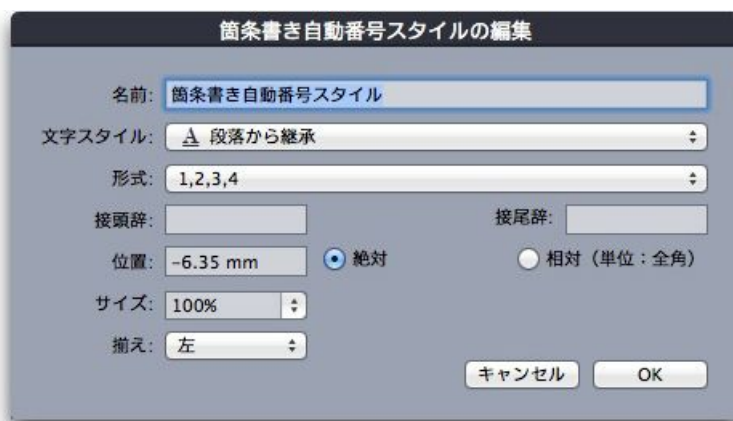 箇条書き自動番号スタイルの編集
名前: 箇条書き自動番号スタイル
文字スタイル: A 段落から継承
形式: 1,2,3,4
接頭辞: 接尾辞:
位置: -6.35 mm 絶対 相対（単位：全角）
サイズ: 100%
揃え: 左
キャンセル OK